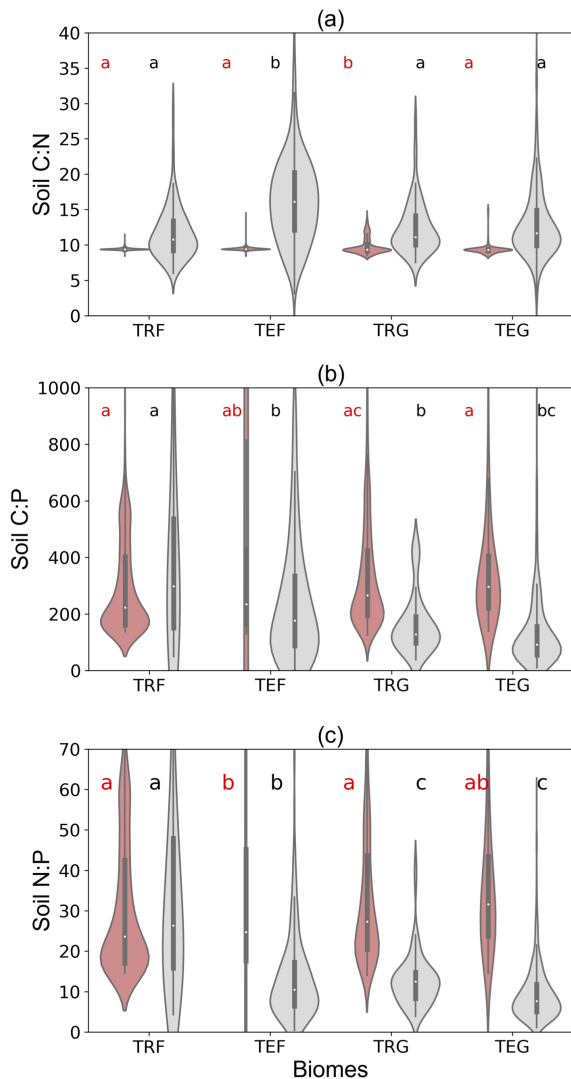 (a)
40
35
30
25
20
15
10
5
0
Soil C:N
a a a b b a a a
TRF TEF TRG TEG
(b)
1000
800
600
400
200
0
Soil C:P
a a ab b ac b a bc
TRF TEF TRG TEG
(c)
70
60
50
40
30
20
10
0
Soil N:P
a a b b a c ab c
TRF TEF TRG TEG
Biomes